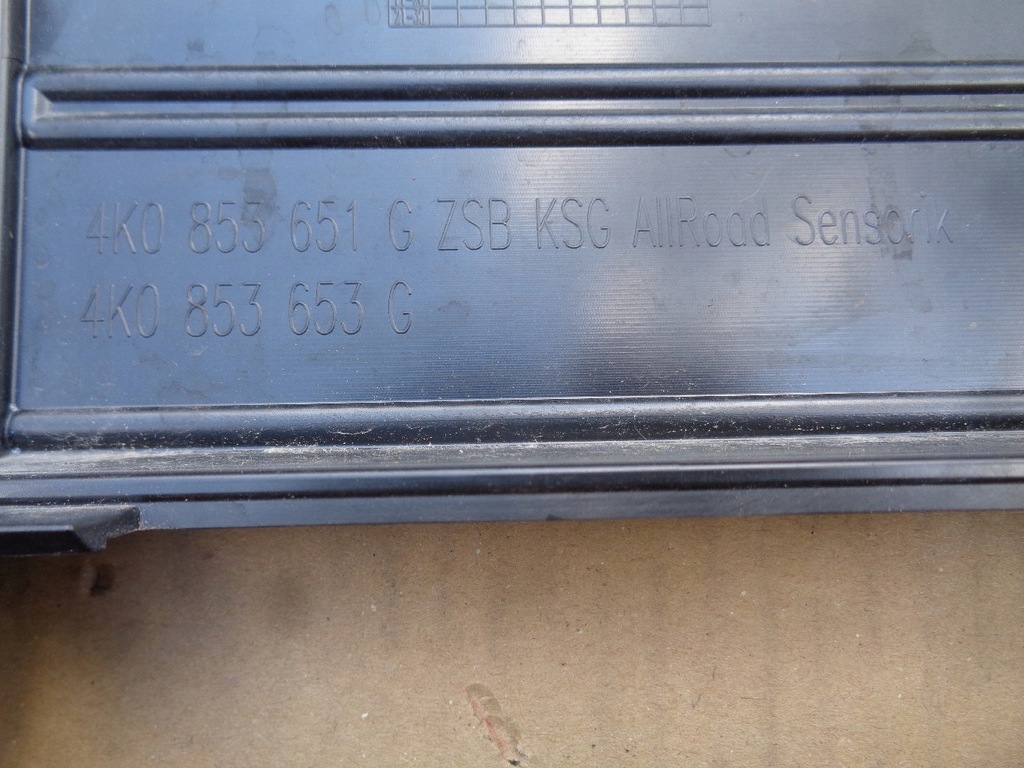 4K0 853 651 G ZSB KSG AllRoad Sensorik
4K0 853 653 G